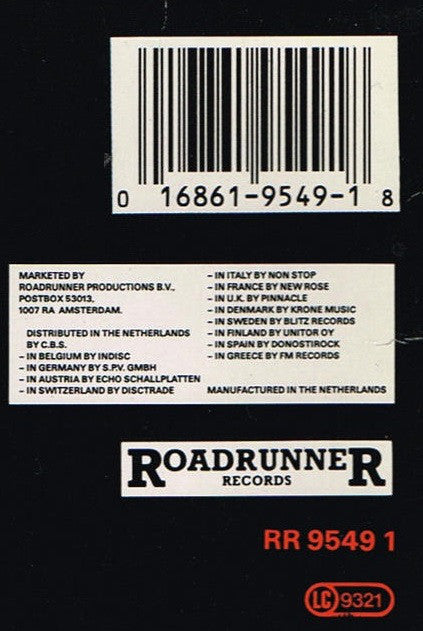 0 16861-9549-1 8
MARKETED BY
ROADRUNNER PRODUCTIONS B.V.,
POSTBOX 53013,
1007 RA AMSTERDAM.
DISTRIBUTED IN THE NETHERLANDS
BY C.B.S.
– IN BELGIUM BY INDISC
– IN GERMANY BY S.P.V. GMBH
– IN AUSTRIA BY ECHO SCHALLPLATTEN
– IN SWITZERLAND BY DISCTRADE
– IN ITALY BY NON STOP
– IN FRANCE BY NEW ROSE
– IN U.K. BY PINNACLE
– IN DENMARK BY KRONE MUSIC
– IN SWEDEN BY BLITZ RECORDS
– IN FINLAND BY UNITOR OY
– IN SPAIN BY DONOSTIROCK
– IN GREECE BY FM RECORDS
MANUFACTURED IN THE NETHERLANDS
ROADRUNNER
RECORDS
RR 9549 1
LC 9321